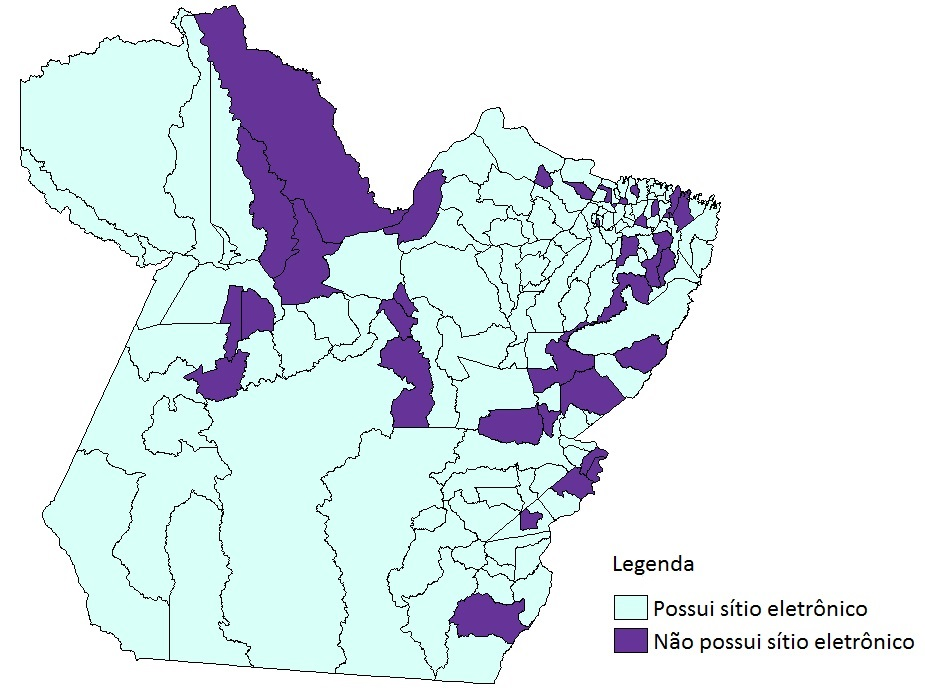 Legenda
Possui sítio eletrônico
Não possui sítio eletrônico